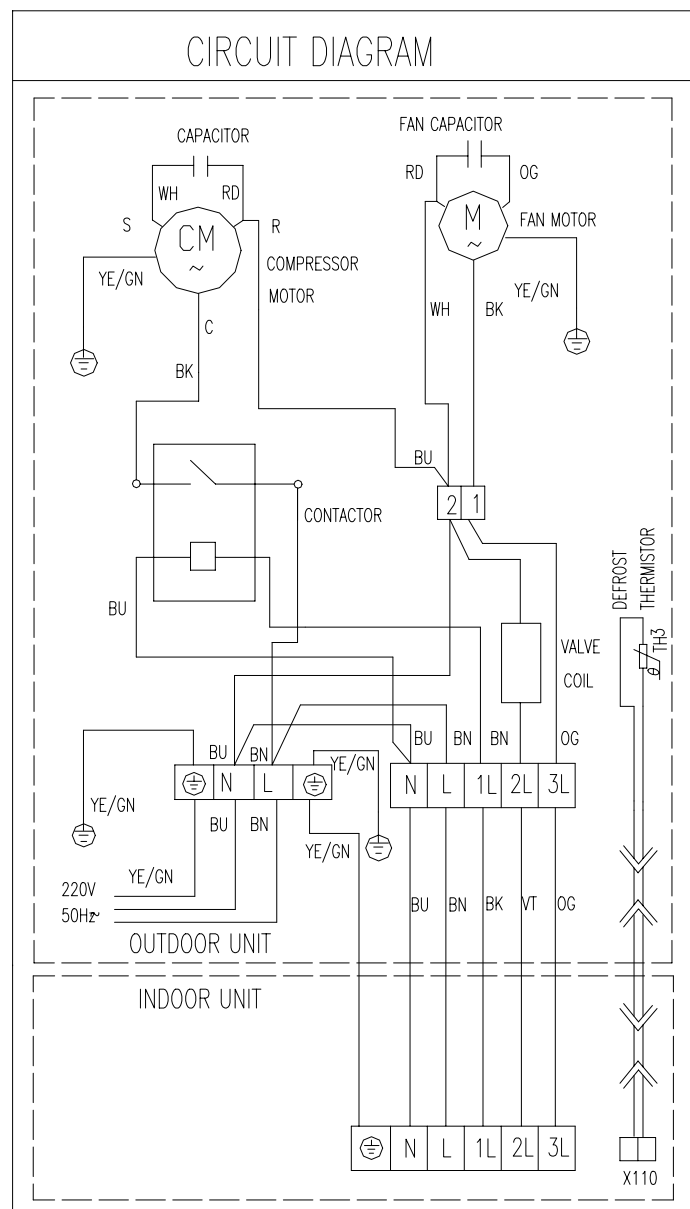 CIRCUIT DIAGRAM
CAPACITOR
FAN CAPACITOR
WH
RD
RD
OG
S
R
CM
~
M
~
FAN MOTOR
YE/GN
COMPRESSOR
MOTOR
YE/GN
C
WH
BK
BK
BU
2
1
CONTACTOR
BU
DEFROST
THERMISTOR
TH3
θ
VALVE
COIL
BU
BN
BU
BN
BN
OG
YE/GN
N
L
N
L
1L
2L
3L
YE/GN
BU
BN
YE/GN
YE/GN
220V
50Hz~
BU
BN
BK
VT
OG
OUTDOOR UNIT
INDOOR UNIT
N
L
1L
2L
3L
X110